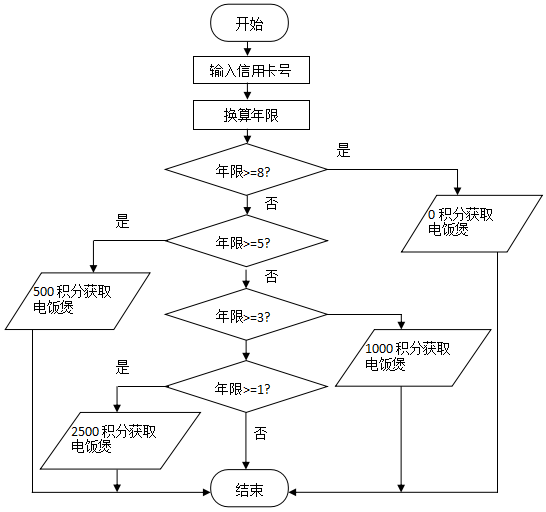 开始
输入信用卡号
换算年限
年限>=8?
是
否
0 积分获取
电饭煲
年限>=5?
是
否
500 积分获取
电饭煲
年限>=3?
1000 积分获取
电饭煲
年限>=1?
是
否
2500 积分获取
电饭煲
结束